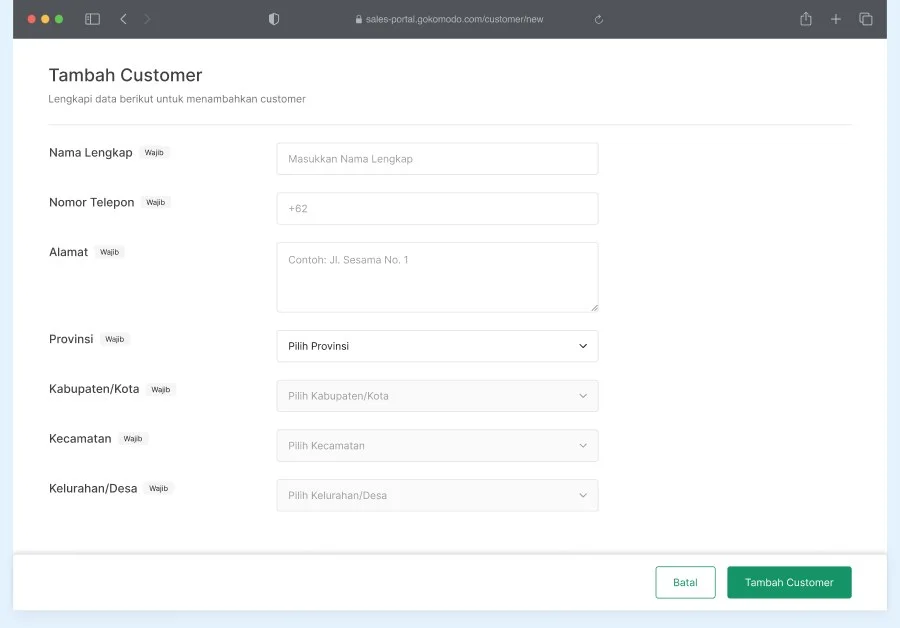 sales-portal.gokomodo.com/customer/new
Tambah Customer
Lengkapi data berikut untuk menambahkan customer
Nama Lengkap Wajib
Masukkan Nama Lengkap
Nomor Telepon Wajib
+62
Alamat Wajib
Contoh: Jl. Sesama No. 1
Provinsi Wajib
Pilih Provinsi
Kabupaten/Kota Wajib
Pilih Kabupaten/Kota
Kecamatan Wajib
Pilih Kecamatan
Kelurahan/Desa Wajib
Pilih Kelurahan/Desa
Batal
Tambah Customer